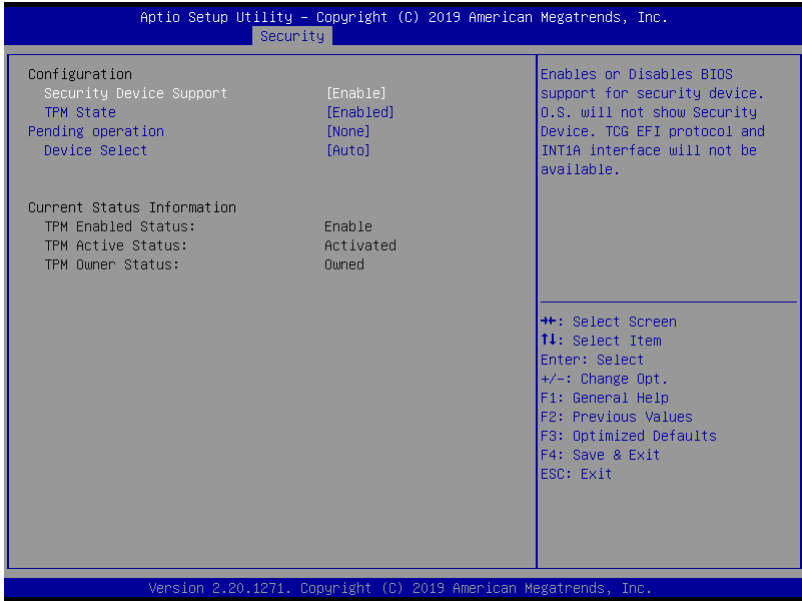 Aptio Setup Utility – Copyright (C) 2019 American Megatrends, Inc.
Security
Configuration
Security Device Support [Enable]
TPM State [Enabled]
Pending operation [None]
Device Select [Auto]
Current Status Information
TPM Enabled Status: Enable
TPM Active Status: Activated
TPM Owner Status: Owned
Enables or Disables BIOS
support for security device.
O.S. will not show Security
Device. TCG EFI protocol and
INT1A interface will not be
available.
→←: Select Screen
↑↓: Select Item
Enter: Select
+/-: Change Opt.
F1: General Help
F2: Previous Values
F3: Optimized Defaults
F4: Save & Exit
ESC: Exit
Version 2.20.1271. Copyright (C) 2019 American Megatrends, Inc.